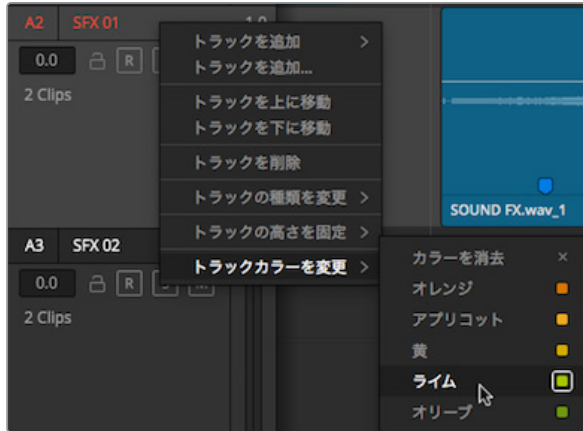 A2 SFX 01 1.0
0.0 R
2 Clips
トラックを追加 >
トラックを追加...
トラックを上に移動
トラックを下に移動
トラックを削除
トラックの種類を変更 >
トラックの高さを固定 >
トラックカラーを変更 >
SOUND FX.wav_1
A3 SFX 02
0.0 R S M
2 Clips
カラーを消去 ×
オレンジ
アプリコット
黄
ライム
オリーブ